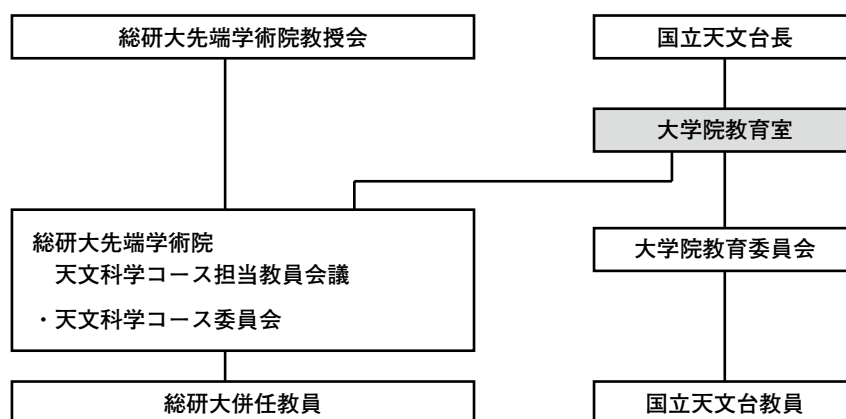 総研大先端学術院教授会
国立天文台長
大学院教育室
総研大先端学術院
天文科学コース担当教員会議
・天文科学コース委員会
大学院教育委員会
総研大併任教員
国立天文台教員